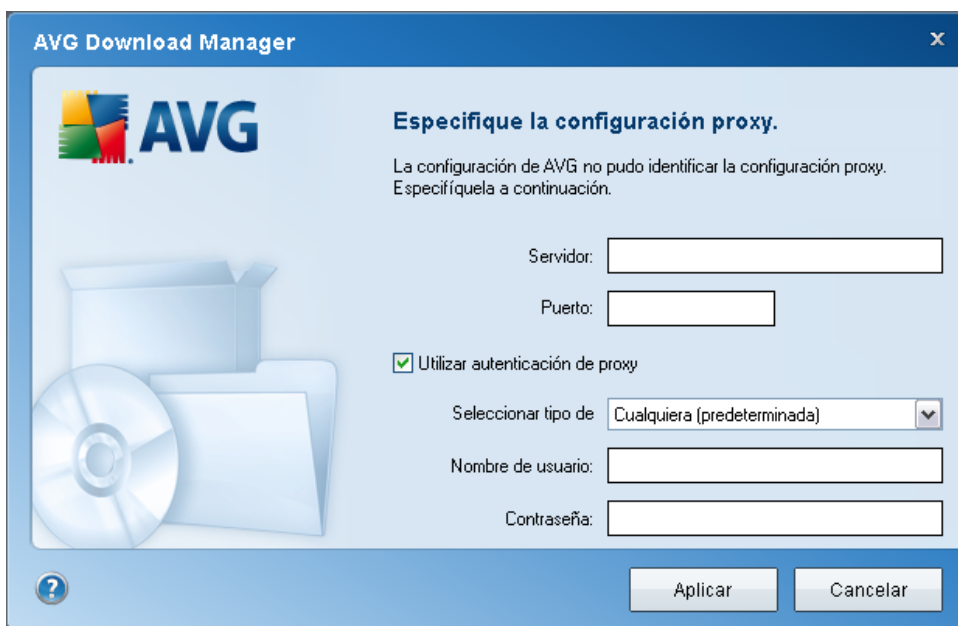 AVG Download Manager
x
AVG
Especifique la configuración proxy.
La configuración de AVG no pudo identificar la configuración proxy.
Especifíquela a continuación.
Servidor:
Puerto:
Utilizar autenticación de proxy
Seleccionar tipo de
Cualquiera (predeterminada)
Nombre de usuario:
Contraseña:
?
Aplicar
Cancelar